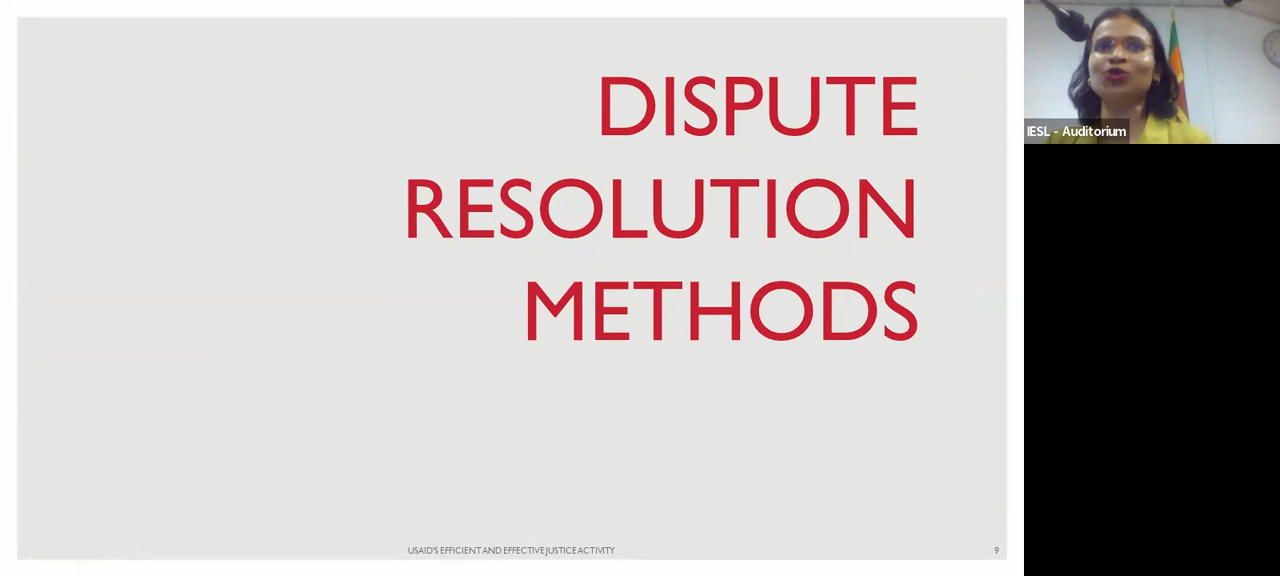 DISPUTE
RESOLUTION
METHODS
USAID'S EFFICIENT AND EFFECTIVE JUSTICE ACTIVITY
9
IESL - Auditorium